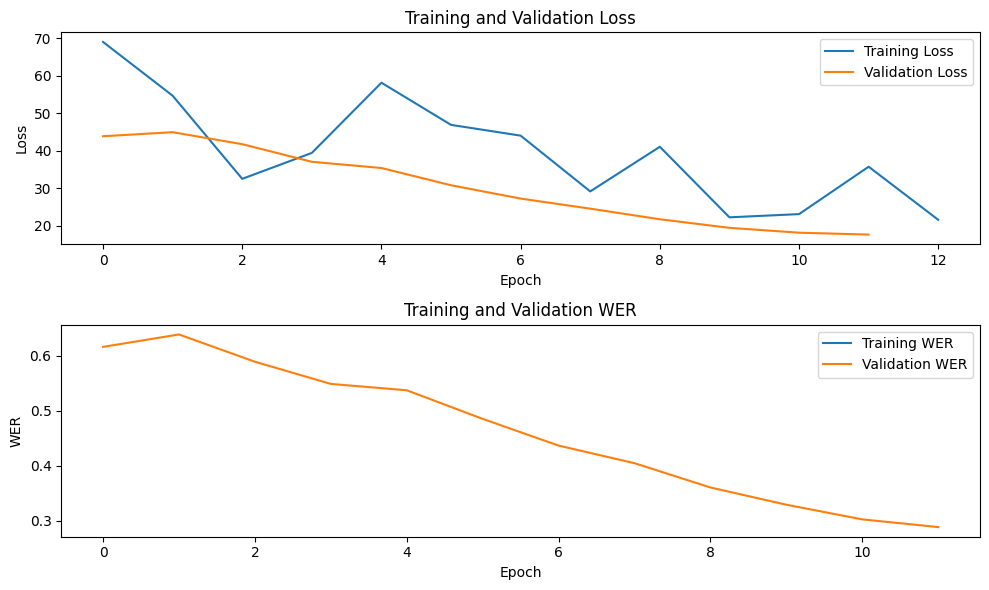 Training and Validation Loss
Training Loss
Validation Loss
Loss
70
60
50
40
30
20
0 2 4 6 8 10 12
Epoch
Training and Validation WER
Training WER
Validation WER
WER
0.6
0.5
0.4
0.3
0 2 4 6 8 10
Epoch